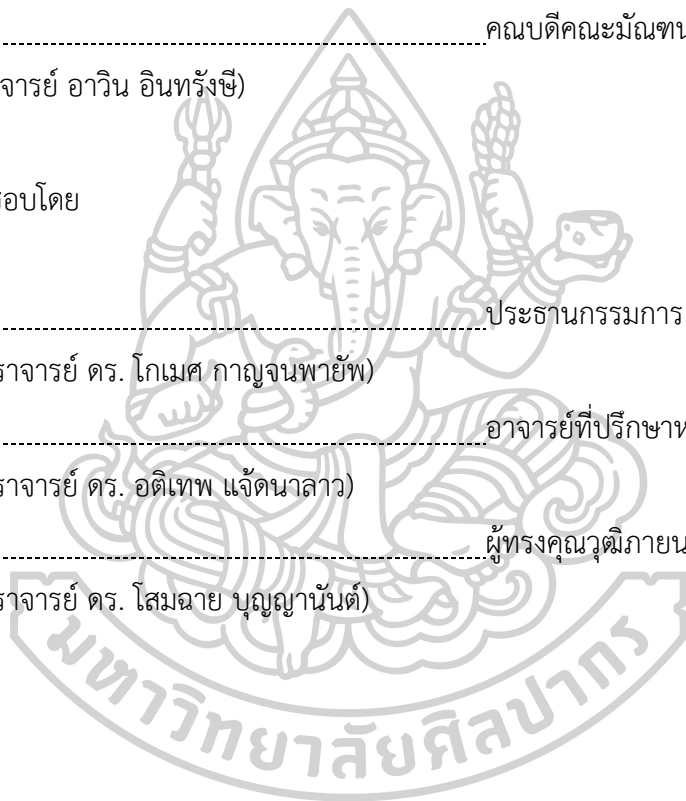 คณบดีคณะมัณฑน
จารย์ อาวิน อินทรังษี)
สอบโดย
ประธานกรรมการ
ราจารย์ ดร. โกเมศ กาญจนพายัพ)
อาจารย์ที่ปรึกษาห
ราจารย์ ดร. อติเทพ แจ้ดนาลาว)
ผู้ทรงคุณวุฒิภายน
ราจารย์ ดร. โสมฉาย บุญญานันต์)
มหาวิทยาลัยศิลปากร